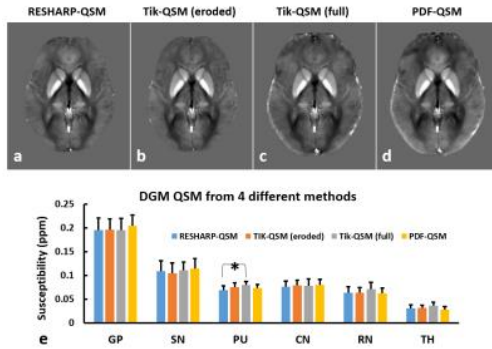 RESHARP-QSM Tik-QSM (eroded) Tik-QSM (full) PDF-QSM
a b c d
DGM QSM from 4 different methods
RESHARP-QSM TIK-QSM (eroded) Tik-QSM (full) PDF-QSM
Susceptibility (ppm)
0.25
0.2
0.15
0.1
0.05
0
*
GP SN PU CN RN TH
e